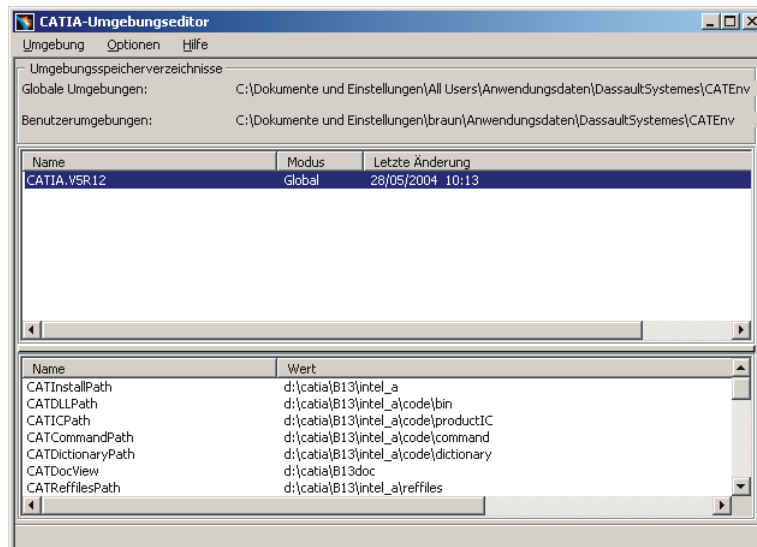 CATIA-Umgebungseditor
Umgebung Optionen Hilfe
Umgebungsspeicherverzeichnisse
Globale Umgebungen: C:\Dokumente und Einstellungen\All Users\Anwendungsdaten\DassaultSystemes\CATEnv
Benutzerumgebungen: C:\Dokumente und Einstellungen\braun\Anwendungsdaten\DassaultSystemes\CATEnv
Name Modus Letzte Änderung
CATIA.V5R12 Global 28/05/2004 10:13
Name Wert
CATInstallPath d:\catia\B13\intel_a
CATDLLPath d:\catia\B13\intel_a\code\bin
CATICPath d:\catia\B13\intel_a\code\productIC
CATCommandPath d:\catia\B13\intel_a\code\command
CATDictionaryPath d:\catia\B13\intel_a\code\dictionary
CATDocView d:\catia\B13doc
CATReffilesPath d:\catia\B13\intel_a\reffiles